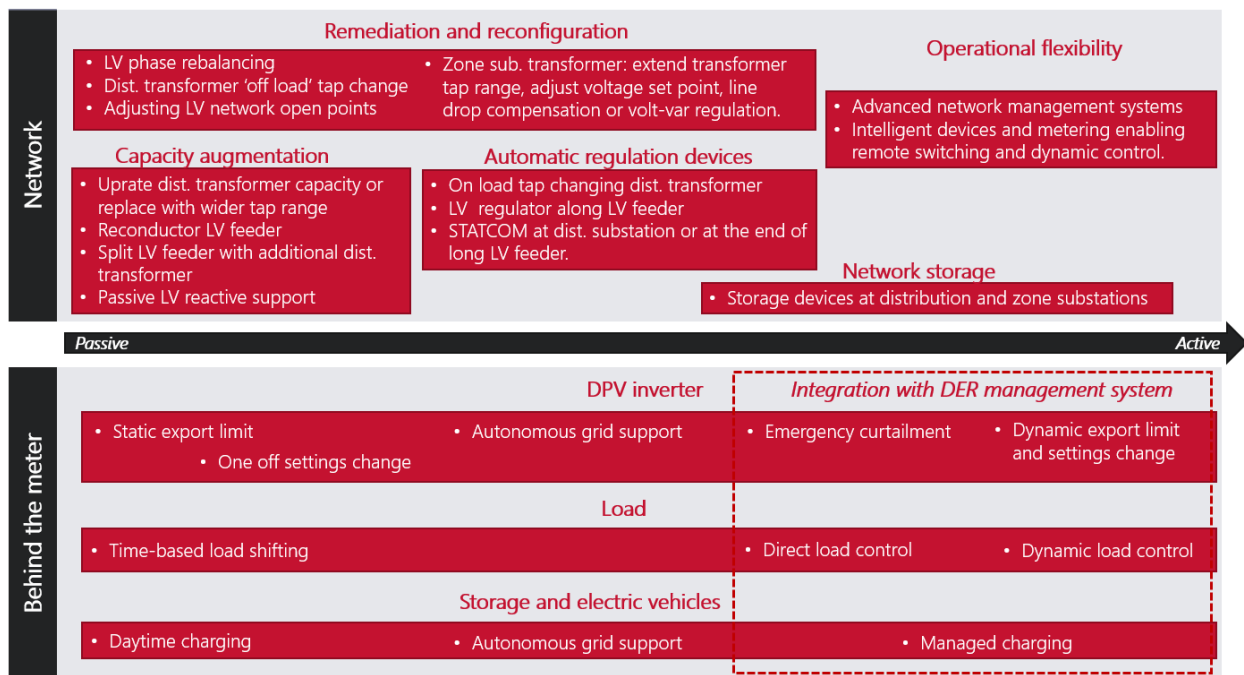 Network
Remediation and reconfiguration
• LV phase rebalancing
• Dist. transformer ‘off load’ tap change
• Adjusting LV network open points
• Zone sub. transformer: extend transformer
tap range, adjust voltage set point, line
drop compensation or volt-var regulation.
Operational flexibility
• Advanced network management systems
• Intelligent devices and metering enabling
remote switching and dynamic control.
Capacity augmentation
• Uprate dist. transformer capacity or
replace with wider tap range
• Reconductor LV feeder
• Split LV feeder with additional dist.
transformer
• Passive LV reactive support
Automatic regulation devices
• On load tap changing dist. transformer
• LV regulator along LV feeder
• STATCOM at dist. substation or at the end of
long LV feeder.
Network storage
• Storage devices at distribution and zone substations
Passive
Active
Behind the meter
DPV inverter
Integration with DER management system
• Static export limit
• One off settings change
• Autonomous grid support
• Emergency curtailment
• Dynamic export limit
and settings change
Load
• Time-based load shifting
• Direct load control
• Dynamic load control
Storage and electric vehicles
• Daytime charging
• Autonomous grid support
• Managed charging